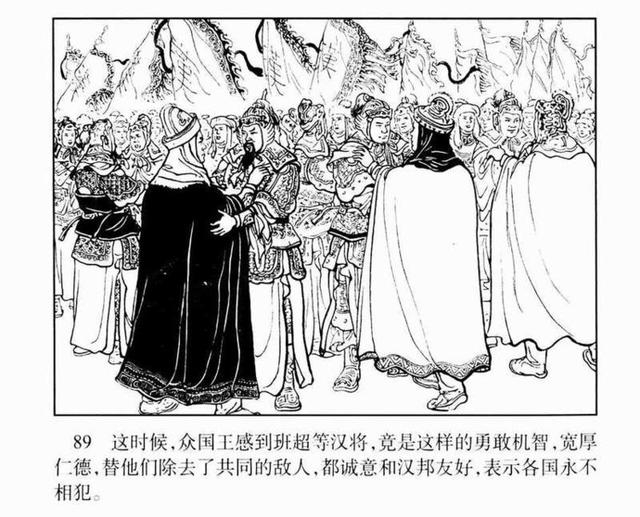 89 这时候，众国王感到班超等汉将，竟是这样的勇敢机智，宽厚
仁德，替他们除去了共同的敌人，都诚意和汉邦友好，表示各国永不
相犯。